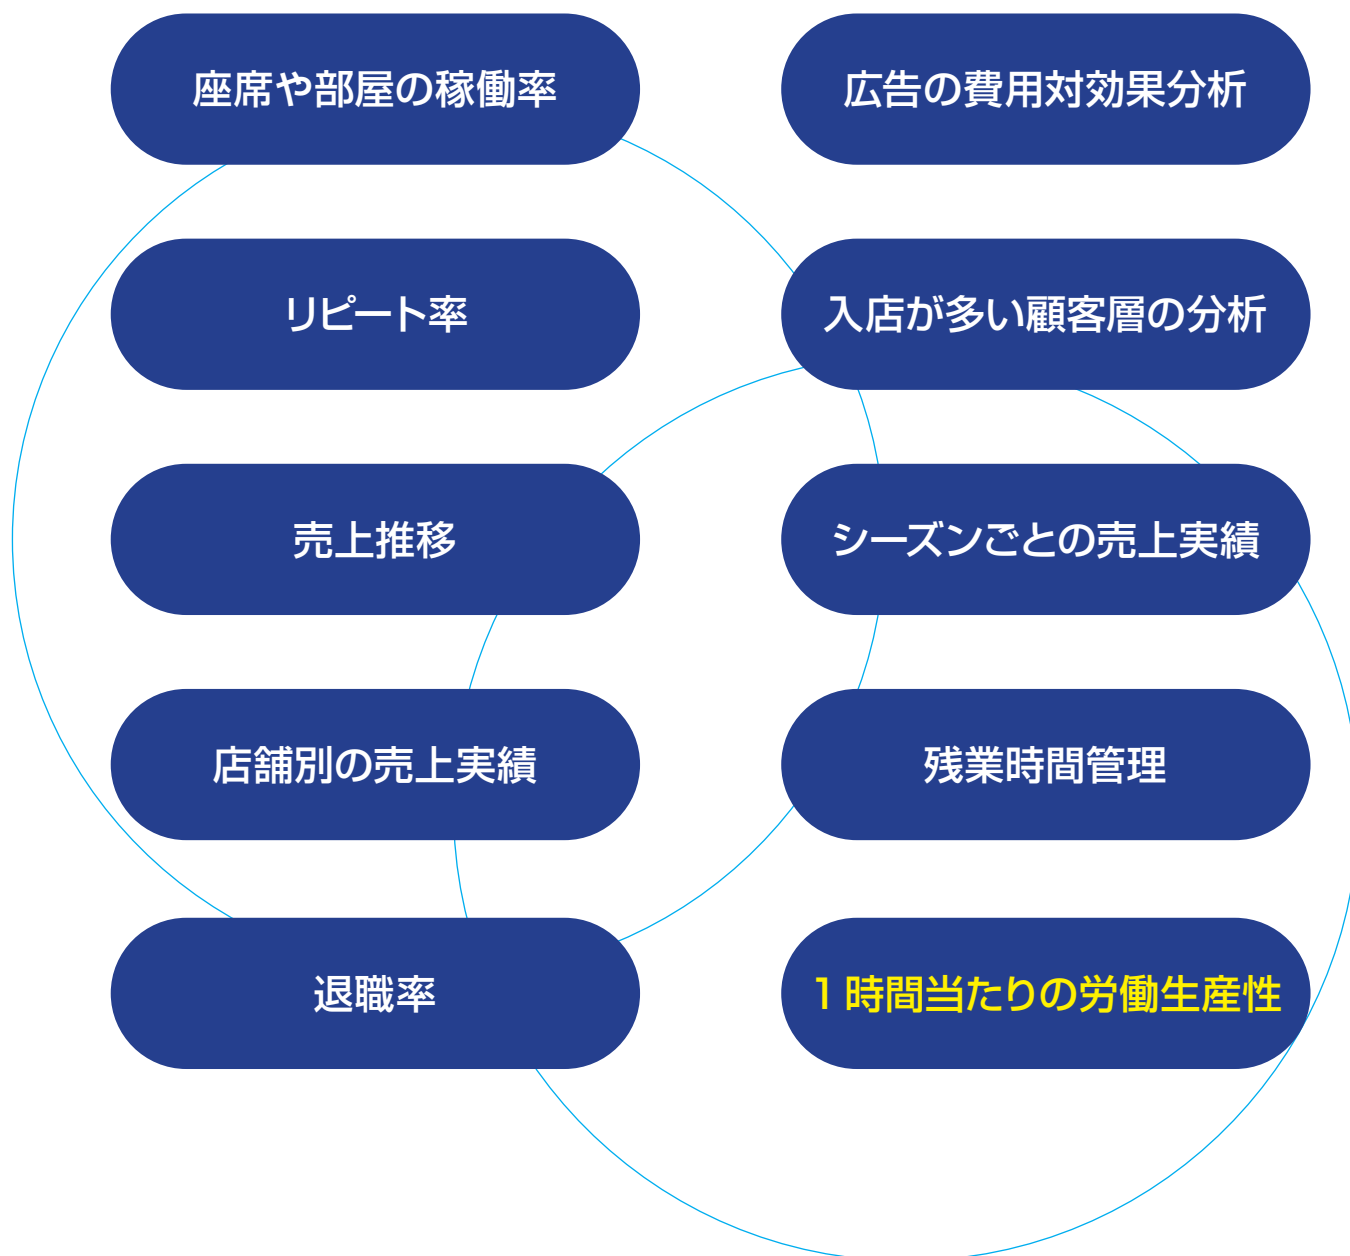 座席や部屋の稼働率
広告の費用対効果分析
リピート率
入店が多い顧客層の分析
売上推移
シーズンごとの売上実績
店舗別の売上実績
残業時間管理
退職率
1時間当たりの労働生産性